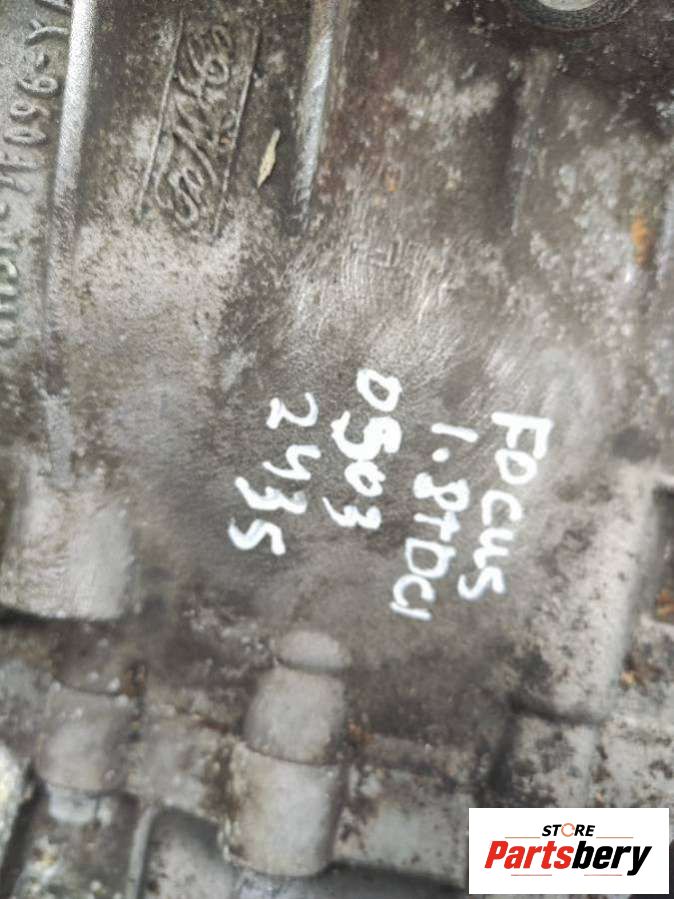 FOCUS
1.8TDCI
0503
2435
STORE
Partsbery